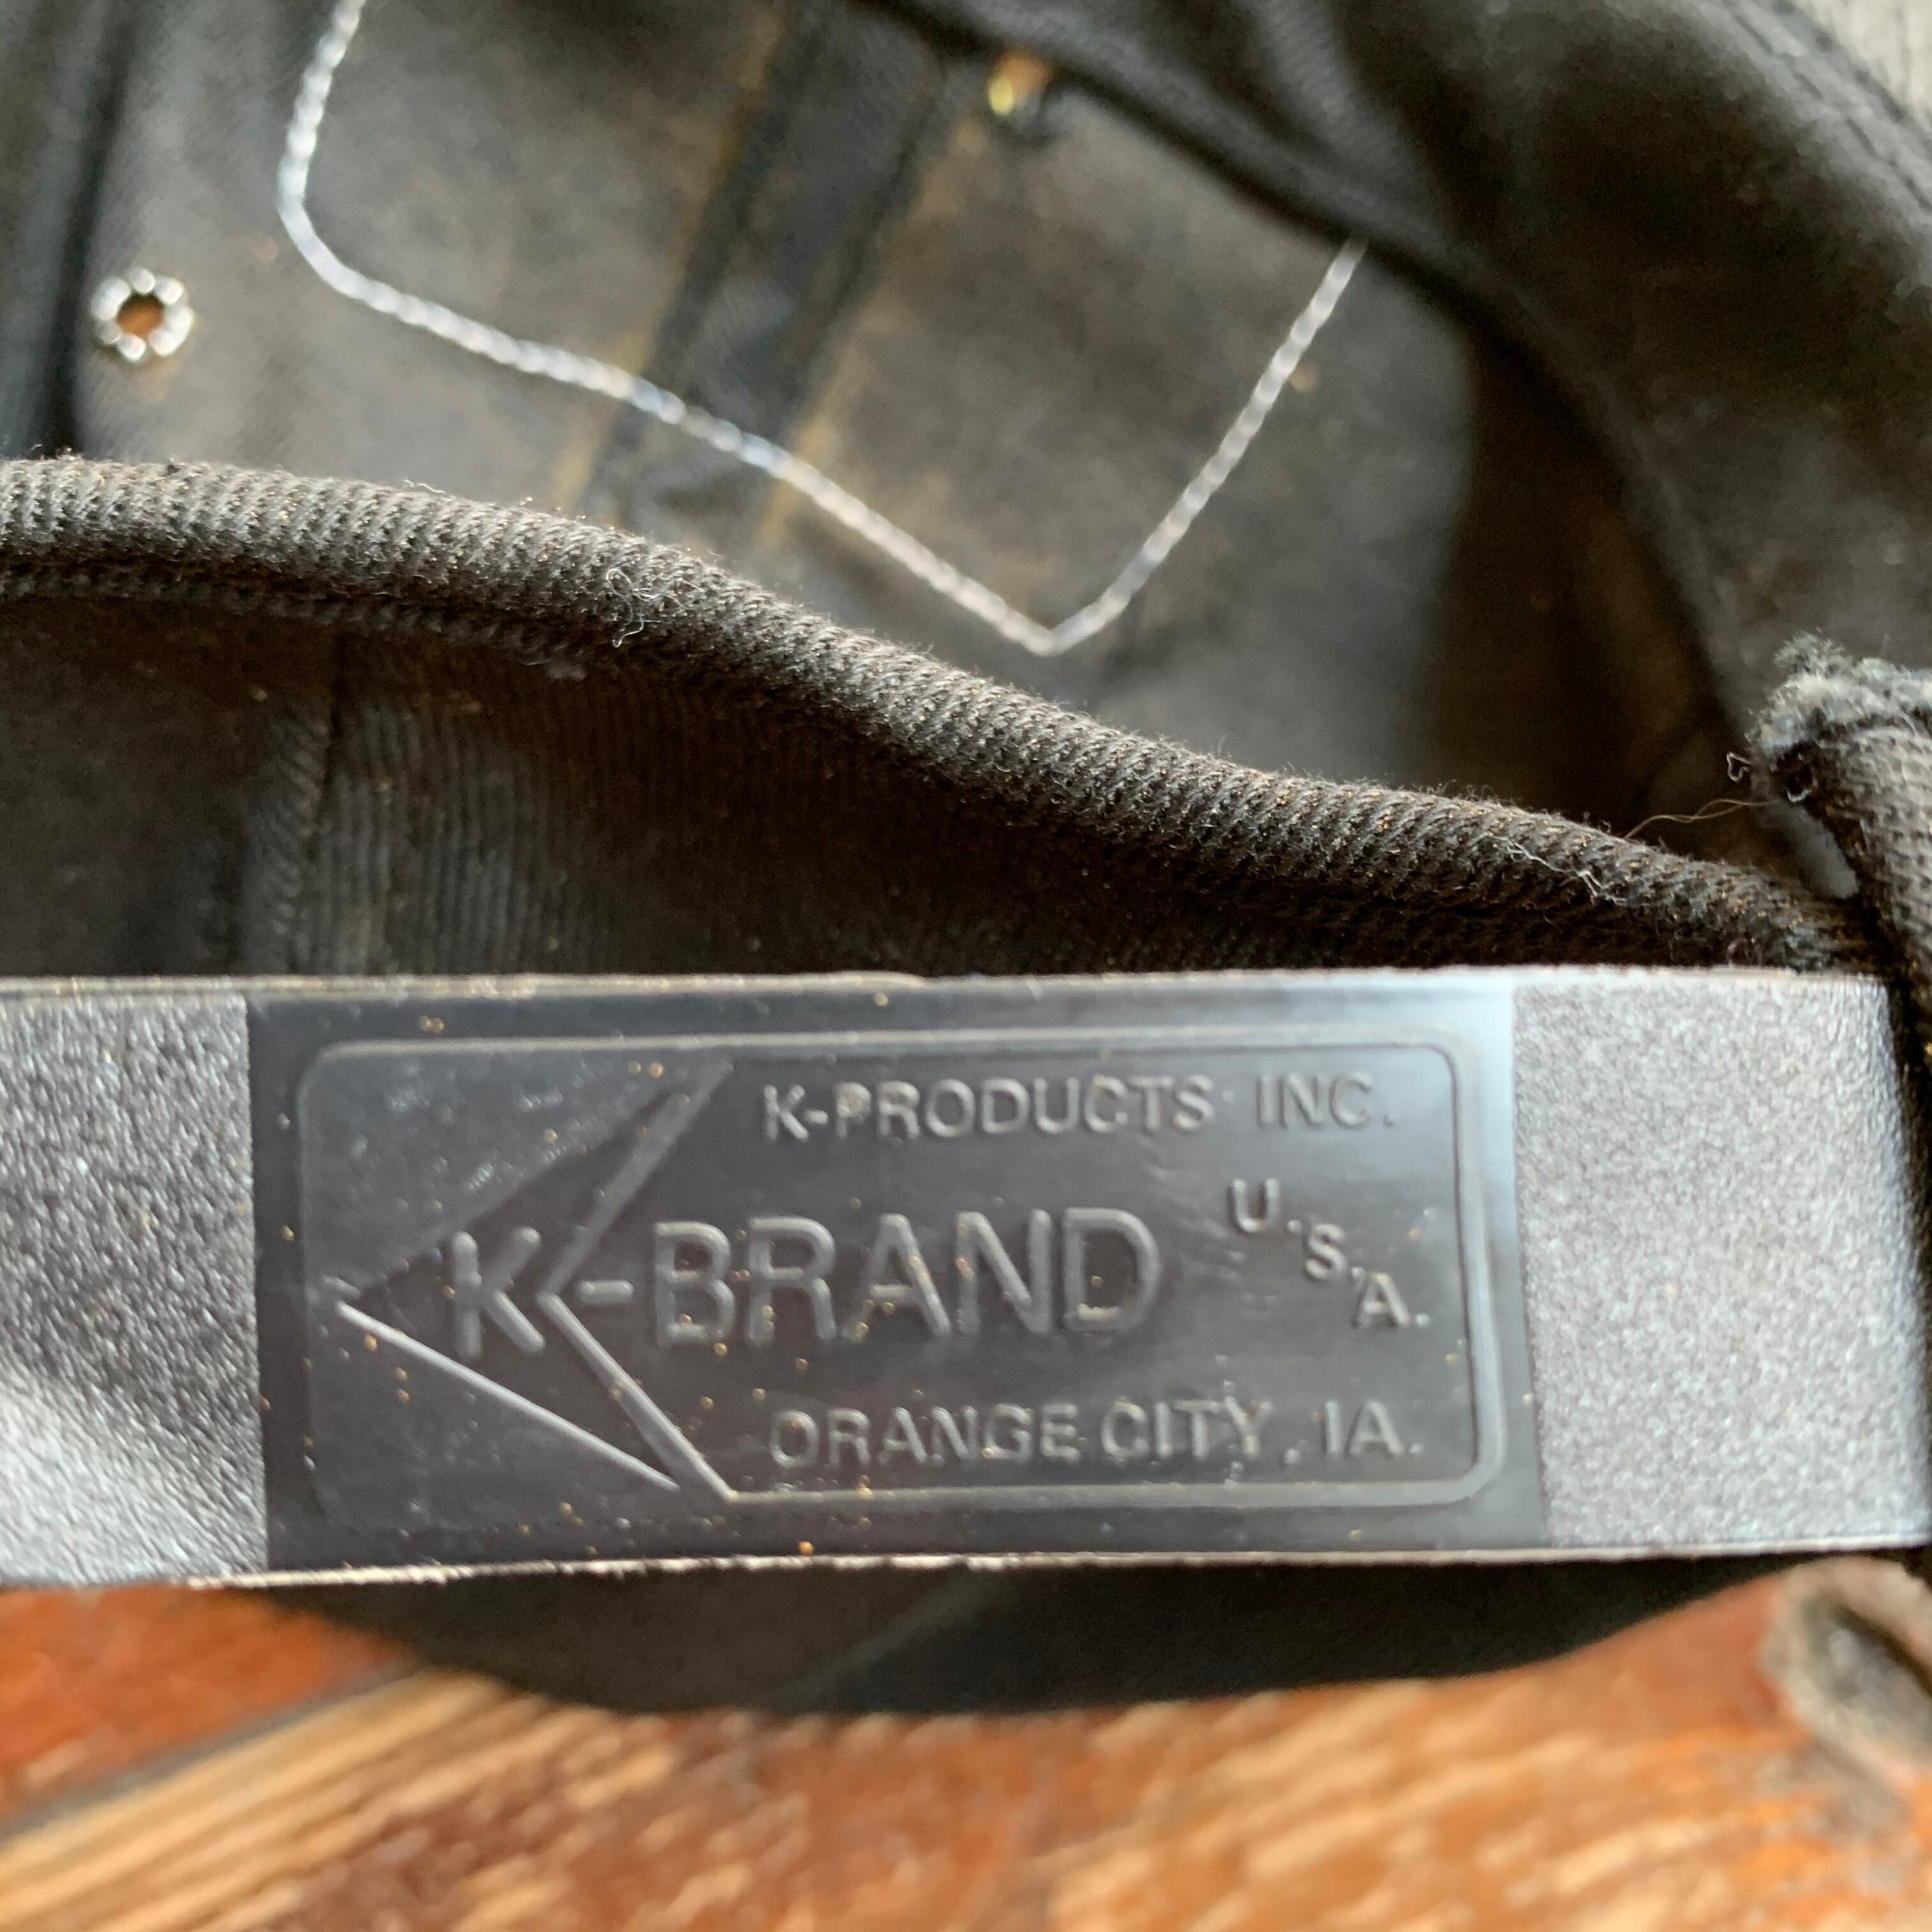 K-PRODUCTS INC.
K-BRAND U.S.A.
ORANGE CITY, IA.